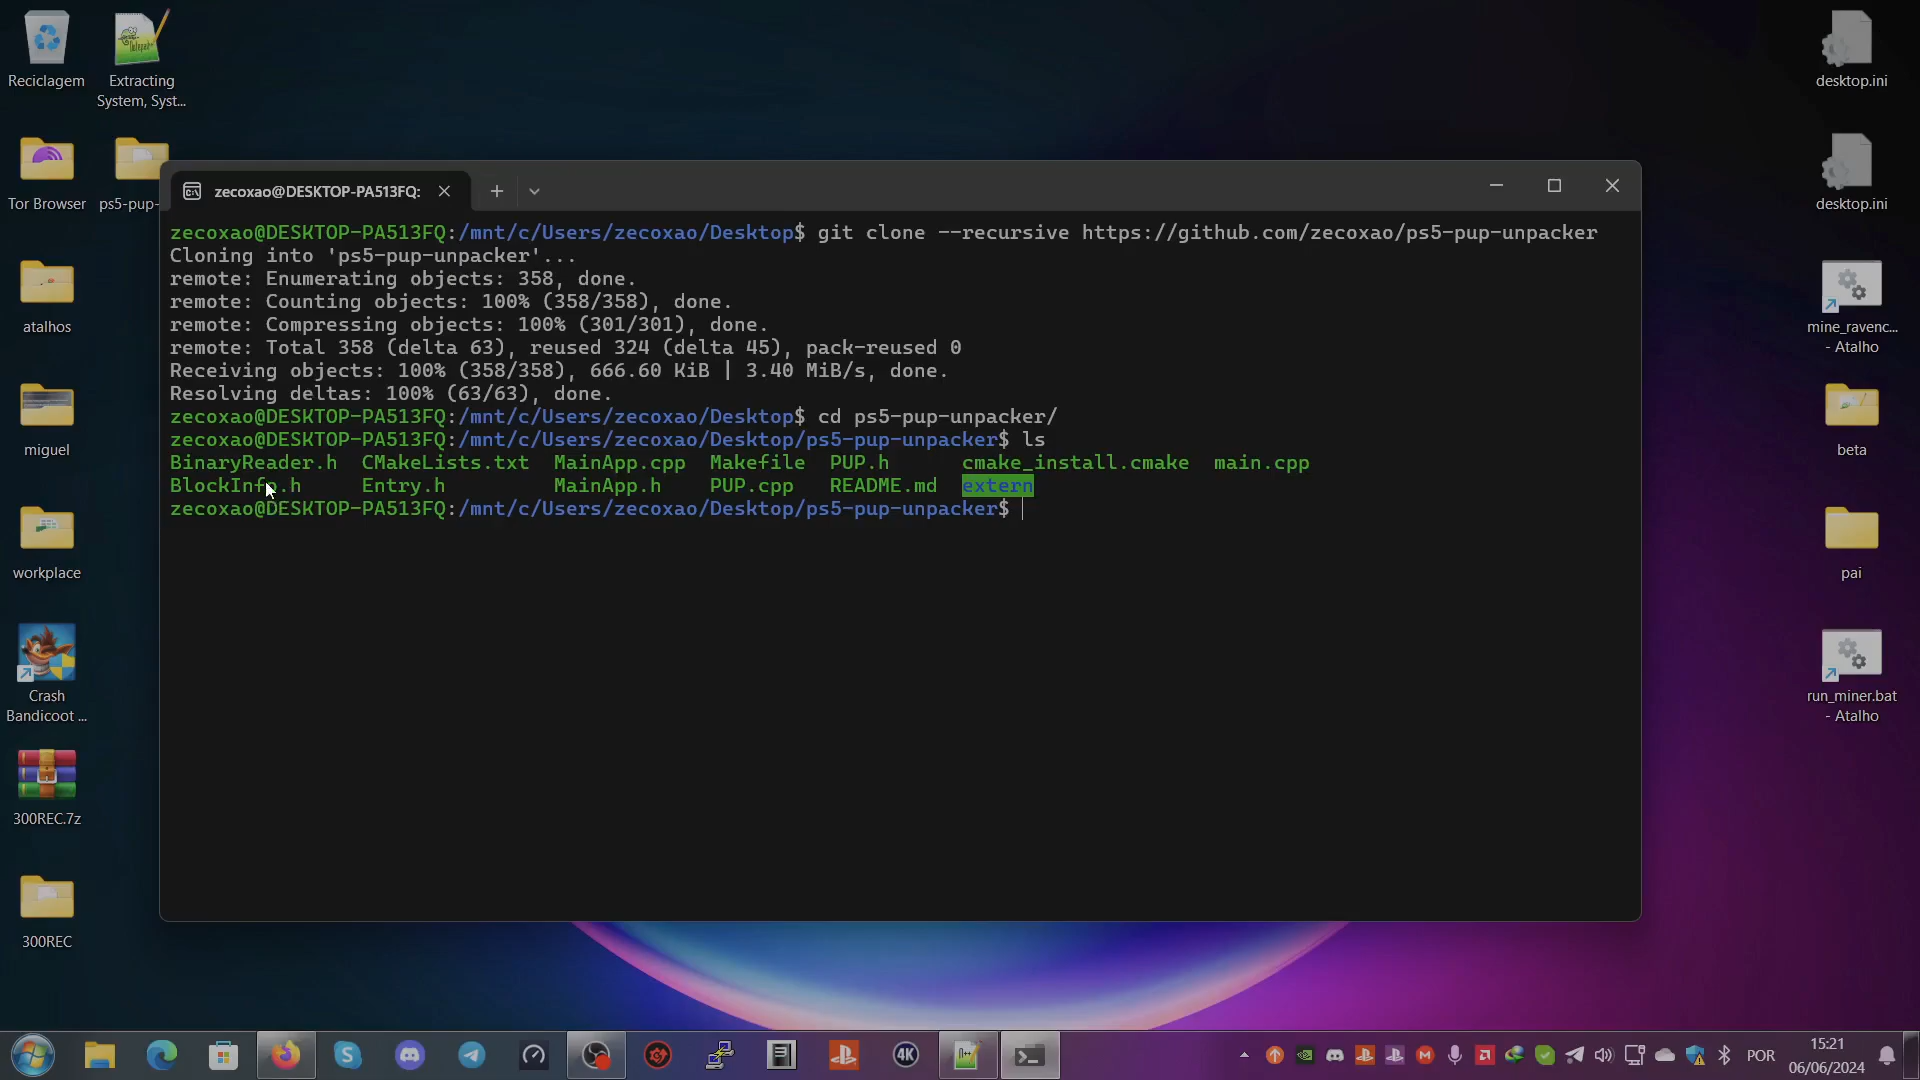 Reciclagem
Extracting
System, Syst...
Tor Browser
ps5-pup-
atalhos
miguel
workplace
Crash
Bandicoot ...
300REC.7z
300REC
zecoxao@DESKTOP-PA513FQ:
zecoxao@DESKTOP-PA513FQ:/mnt/c/Users/zecoxao/Desktop$ git clone --recursive https://github.com/zecoxao/ps5-pup-unpacker
Cloning into 'ps5-pup-unpacker'...
remote: Enumerating objects: 358, done.
remote: Counting objects: 100% (358/358), done.
remote: Compressing objects: 100% (301/301), done.
remote: Total 358 (delta 63), reused 324 (delta 45), pack-reused 0
Receiving objects: 100% (358/358), 666.60 KiB | 3.40 MiB/s, done.
Resolving deltas: 100% (63/63), done.
zecoxao@DESKTOP-PA513FQ:/mnt/c/Users/zecoxao/Desktop$ cd ps5-pup-unpacker/
zecoxao@DESKTOP-PA513FQ:/mnt/c/Users/zecoxao/Desktop/ps5-pup-unpacker$ ls
BinaryReader.h CMakeLists.txt MainApp.cpp Makefile PUP.h cmake_install.cmake main.cpp
BlockInfo.h Entry.h MainApp.h PUP.cpp README.md extern
zecoxao@DESKTOP-PA513FQ:/mnt/c/Users/zecoxao/Desktop/ps5-pup-unpacker$
desktop.ini
desktop.ini
mine_ravenc...
- Atalho
beta
pai
run_miner.bat
- Atalho
4K
POR
15:21
06/06/2024